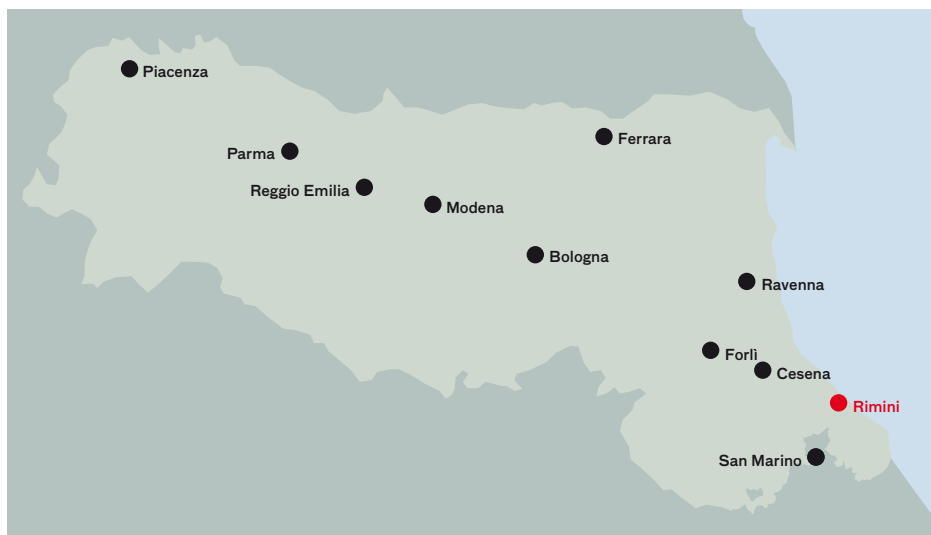 Piacenza
Ferrara
Parma
Reggio Emilia
Modena
Bologna
Ravenna
Forlì
Cesena
Rimini
San Marino